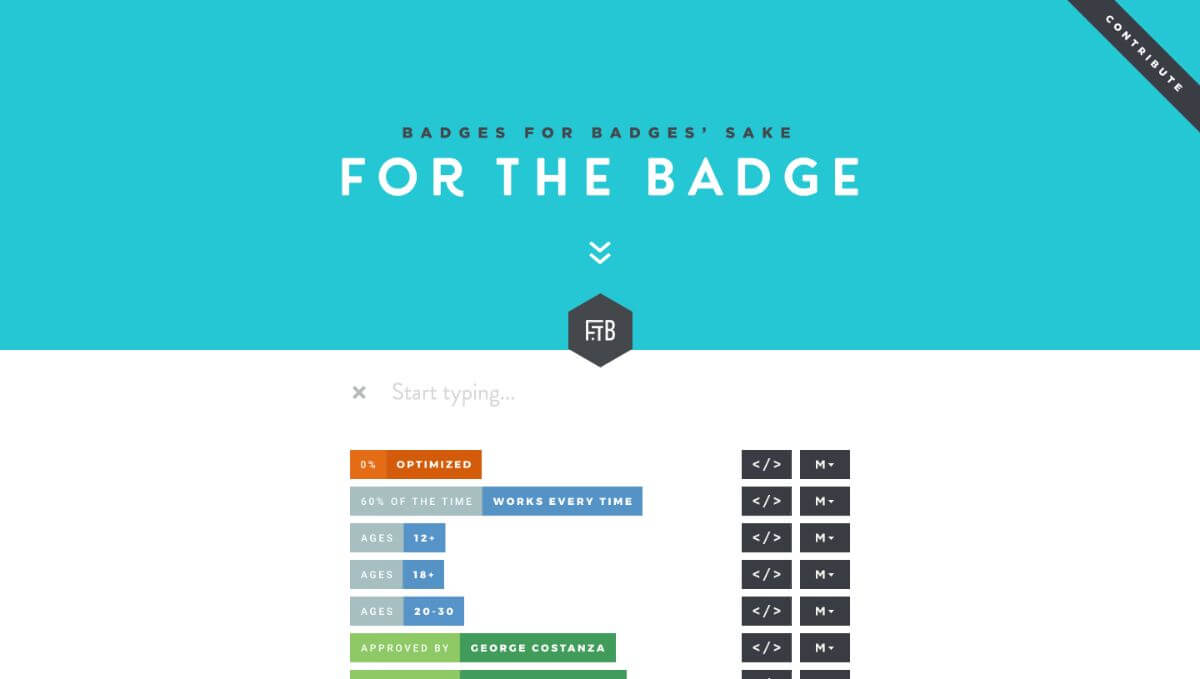 CONTRIBUTE
BADGES FOR BADGES' SAKE
FOR THE BADGE
FTB
Start typing...
0% OPTIMIZED </> M
60% OF THE TIME WORKS EVERY TIME </> M
AGES 12+ </> M
AGES 18+ </> M
AGES 20-30 </> M
APPROVED BY GEORGE COSTANZA </> M